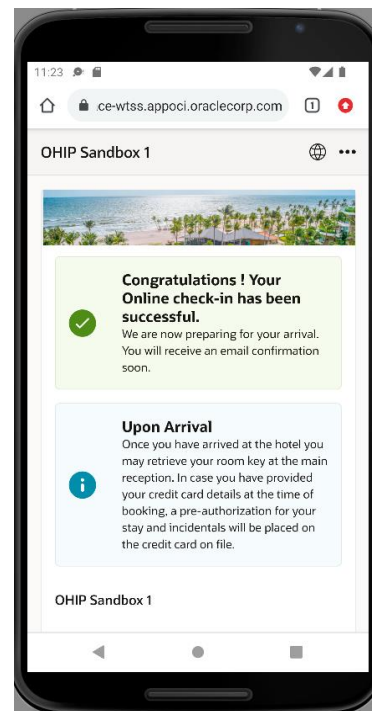 11:23
.ce-wtss.appoci.oraclecorp.com
1
OHIP Sandbox 1
Congratulations ! Your
Online check-in has been
successful.
We are now preparing for your arrival.
You will receive an email confirmation
soon.
Upon Arrival
Once you have arrived at the hotel you
may retrieve your room key at the main
reception. In case you have provided
your credit card details at the time of
booking, a pre-authorization for your
stay and incidentals will be placed on
the credit card on file.
OHIP Sandbox 1